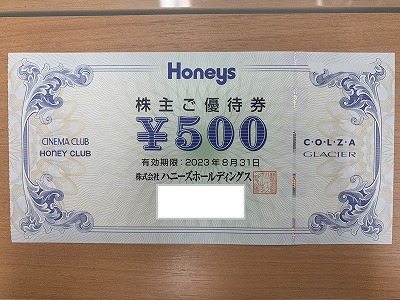 Honeys
株主ご優待券
¥500
CINEMA CLUB
HONEY CLUB
C·O·L·Z·A
GLACIER
有効期限:2023年8月31日
株式会社 ハニーズホールディングス